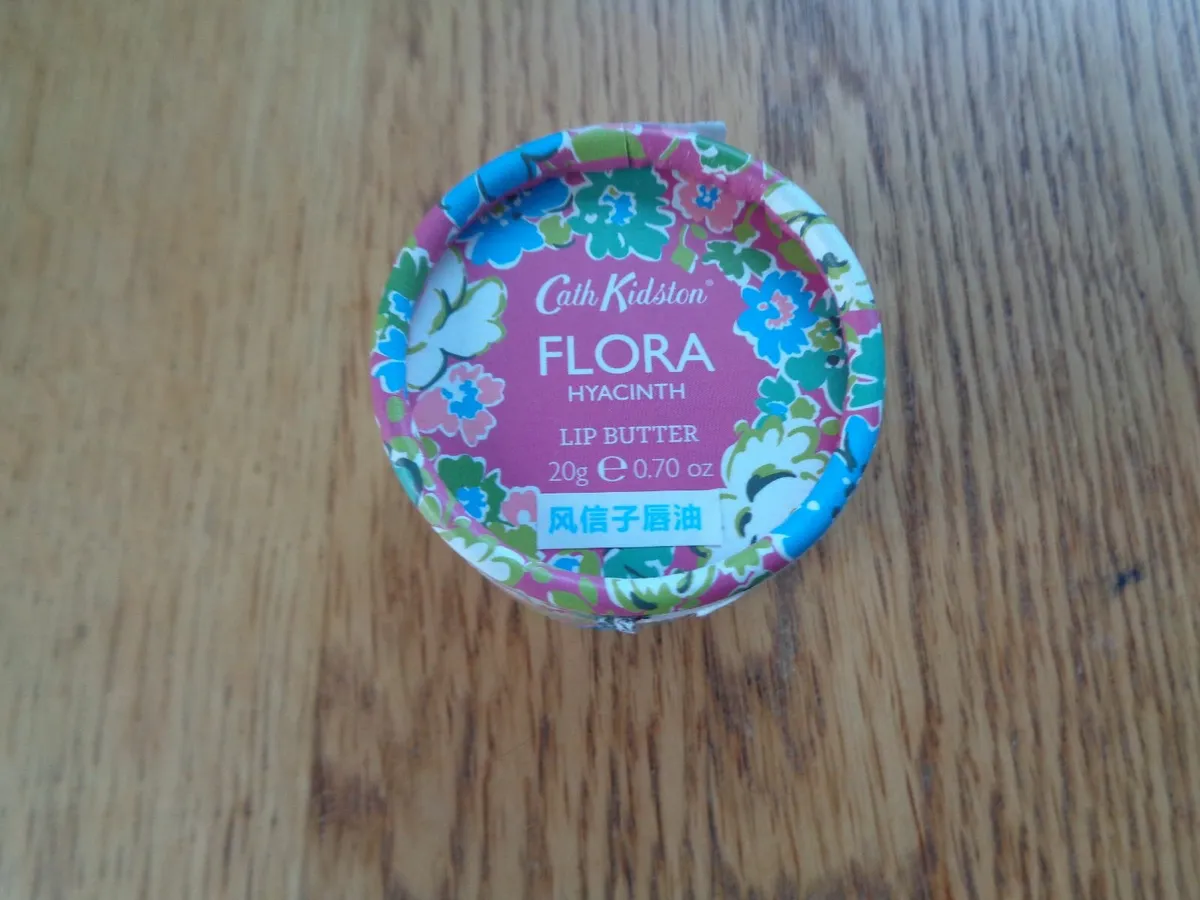 Cath Kidston®
FLORA
HYACINTH
LIP BUTTER
20g ℮ 0.70 oz
风信子唇油